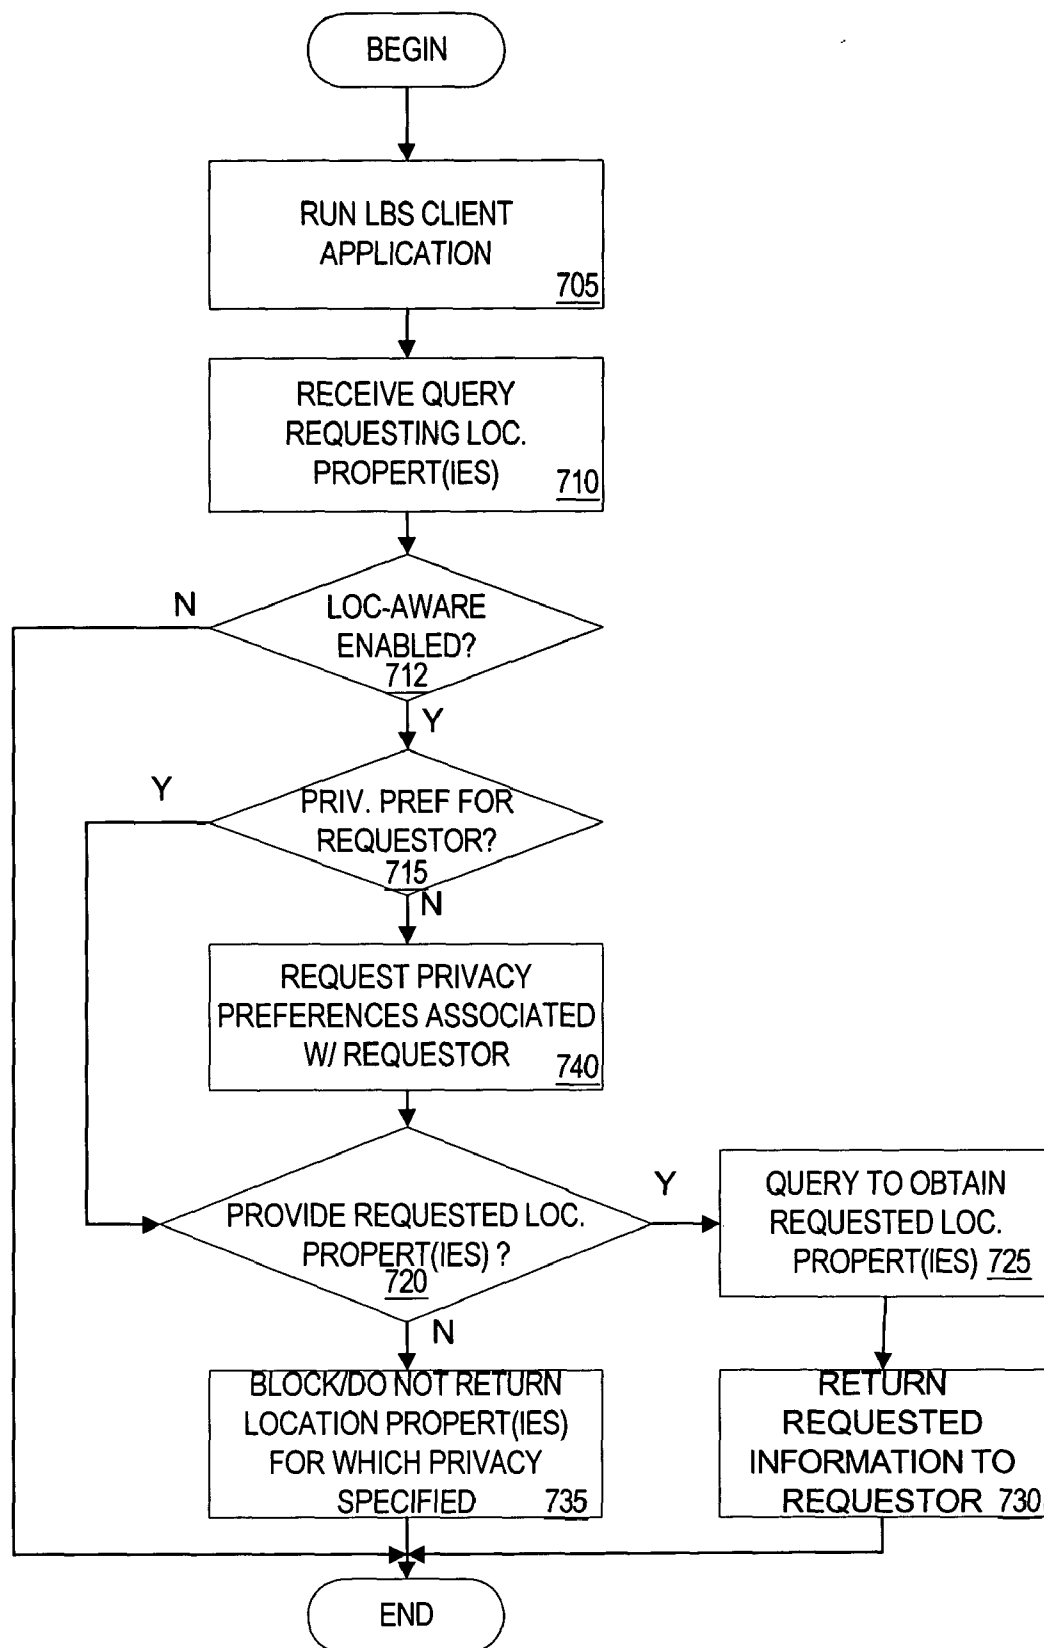 BEGIN
RUN LBS CLIENT
APPLICATION
705
RECEIVE QUERY
REQUESTING LOC.
PROPERT(IES)
710
N
LOC-AWARE
ENABLED?
712
Y
Y
PRIV. PREF FOR
REQUESTOR?
715
N
REQUEST PRIVACY
PREFERENCES ASSOCIATED
W/ REQUESTOR
740
PROVIDE REQUESTED LOC.
PROPERT(IES) ?
720
Y
QUERY TO OBTAIN
REQUESTED LOC.
PROPERT(IES) 725
N
BLOCK/DO NOT RETURN
LOCATION PROPERT(IES)
FOR WHICH PRIVACY
SPECIFIED 735
RETURN
REQUESTED
INFORMATION TO
REQUESTOR 730
END